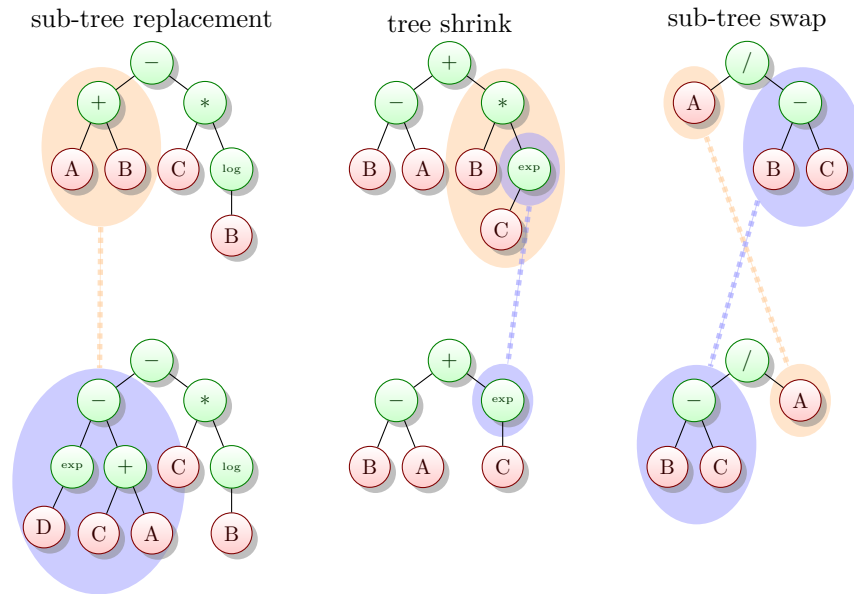 sub-tree replacement
tree shrink
sub-tree swap
−
+
*
A
B
C
log
B
+
−
*
B
A
B
exp
C
/
A
−
B
C
−
−
*
exp
+
C
log
D
C
A
B
+
−
exp
B
A
C
/
−
A
B
C